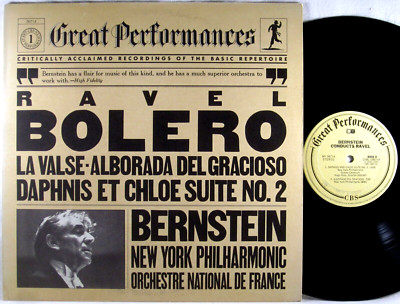 1
Great Performances
CRITICALLY ACCLAIMED RECORDINGS OF THE BASIC REPERTOIRE
"Bernstein has a flair for music of this kind, and he has a much superior orchestra to
work with.—High Fidelity"
RAVEL
BOLERO
LA VALSE·ALBORADA DEL GRACIOSO
DAPHNIS ET CHLOE SUITE NO. 2
BERNSTEIN
NEW YORK PHILHARMONIC
ORCHESTRE NATIONAL DE FRANCE
Great Performances
BERNSTEIN
CONDUCTS RAVEL
CBS